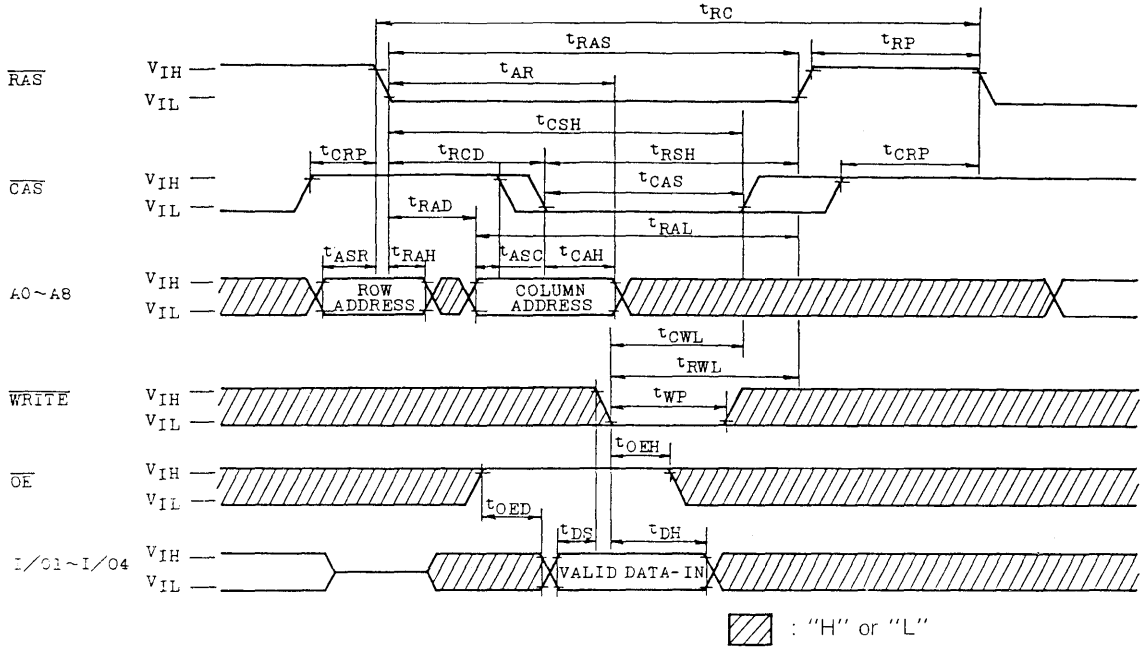 tRC
tRAS
tRP
tAR
RAS
VIH
VIL
tCSH
tCRP
tRCD
tRSH
tCRP
CAS
VIH
VIL
tCAS
tRAD
tRAL
tASR
tRAH
tASC
tCAH
A0~A8
VIH
VIL
ROW
ADDRESS
COLUMN
ADDRESS
tCWL
tRWL
WRITE
VIH
VIL
tWP
tOEH
OE
VIH
VIL
tOED
tDS
tDH
I/O1~I/O4
VIH
VIL
VALID DATA-IN
: "H" or "L"